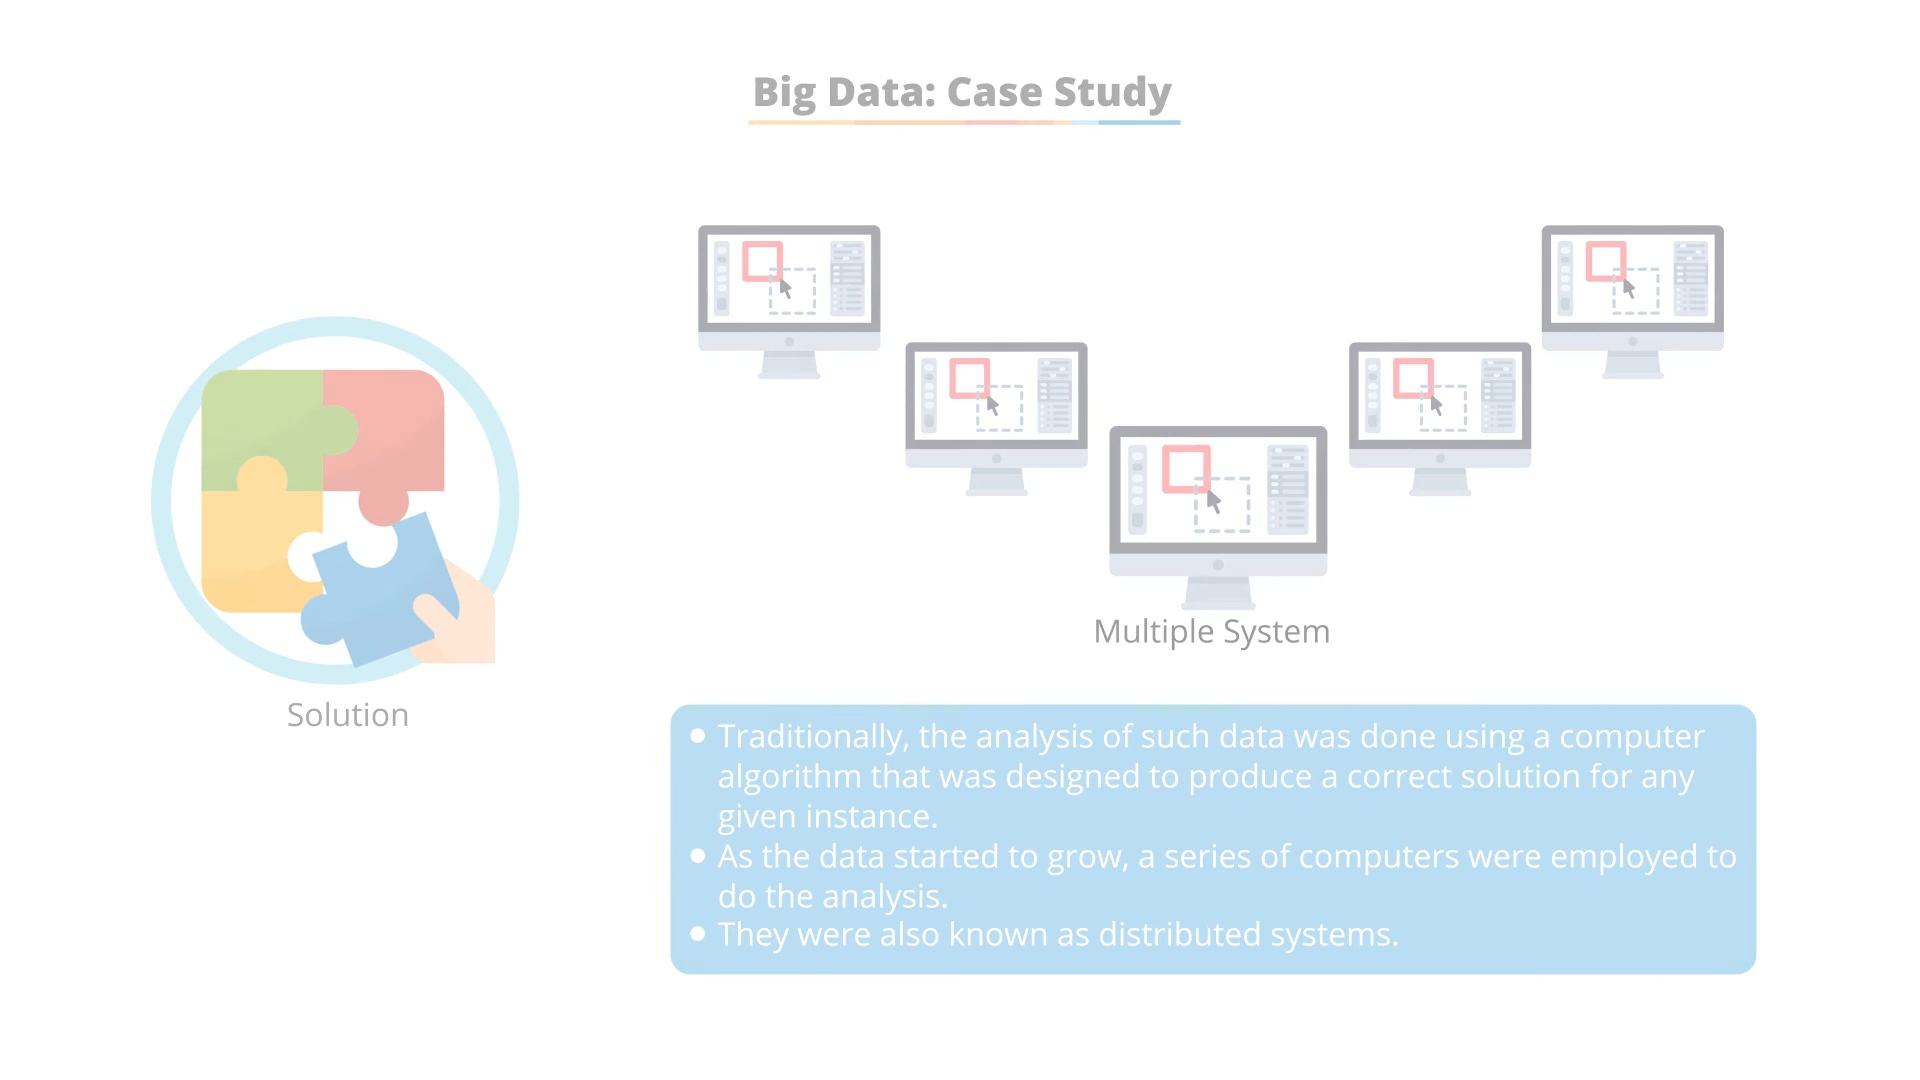 Big Data: Case Study
Multiple System
Solution
Traditionally, the analysis of such data was done using a computer
algorithm that was designed to produce a correct solution for any
given instance.
As the data started to grow, a series of computers were employed to
do the analysis.
They were also known as distributed systems.